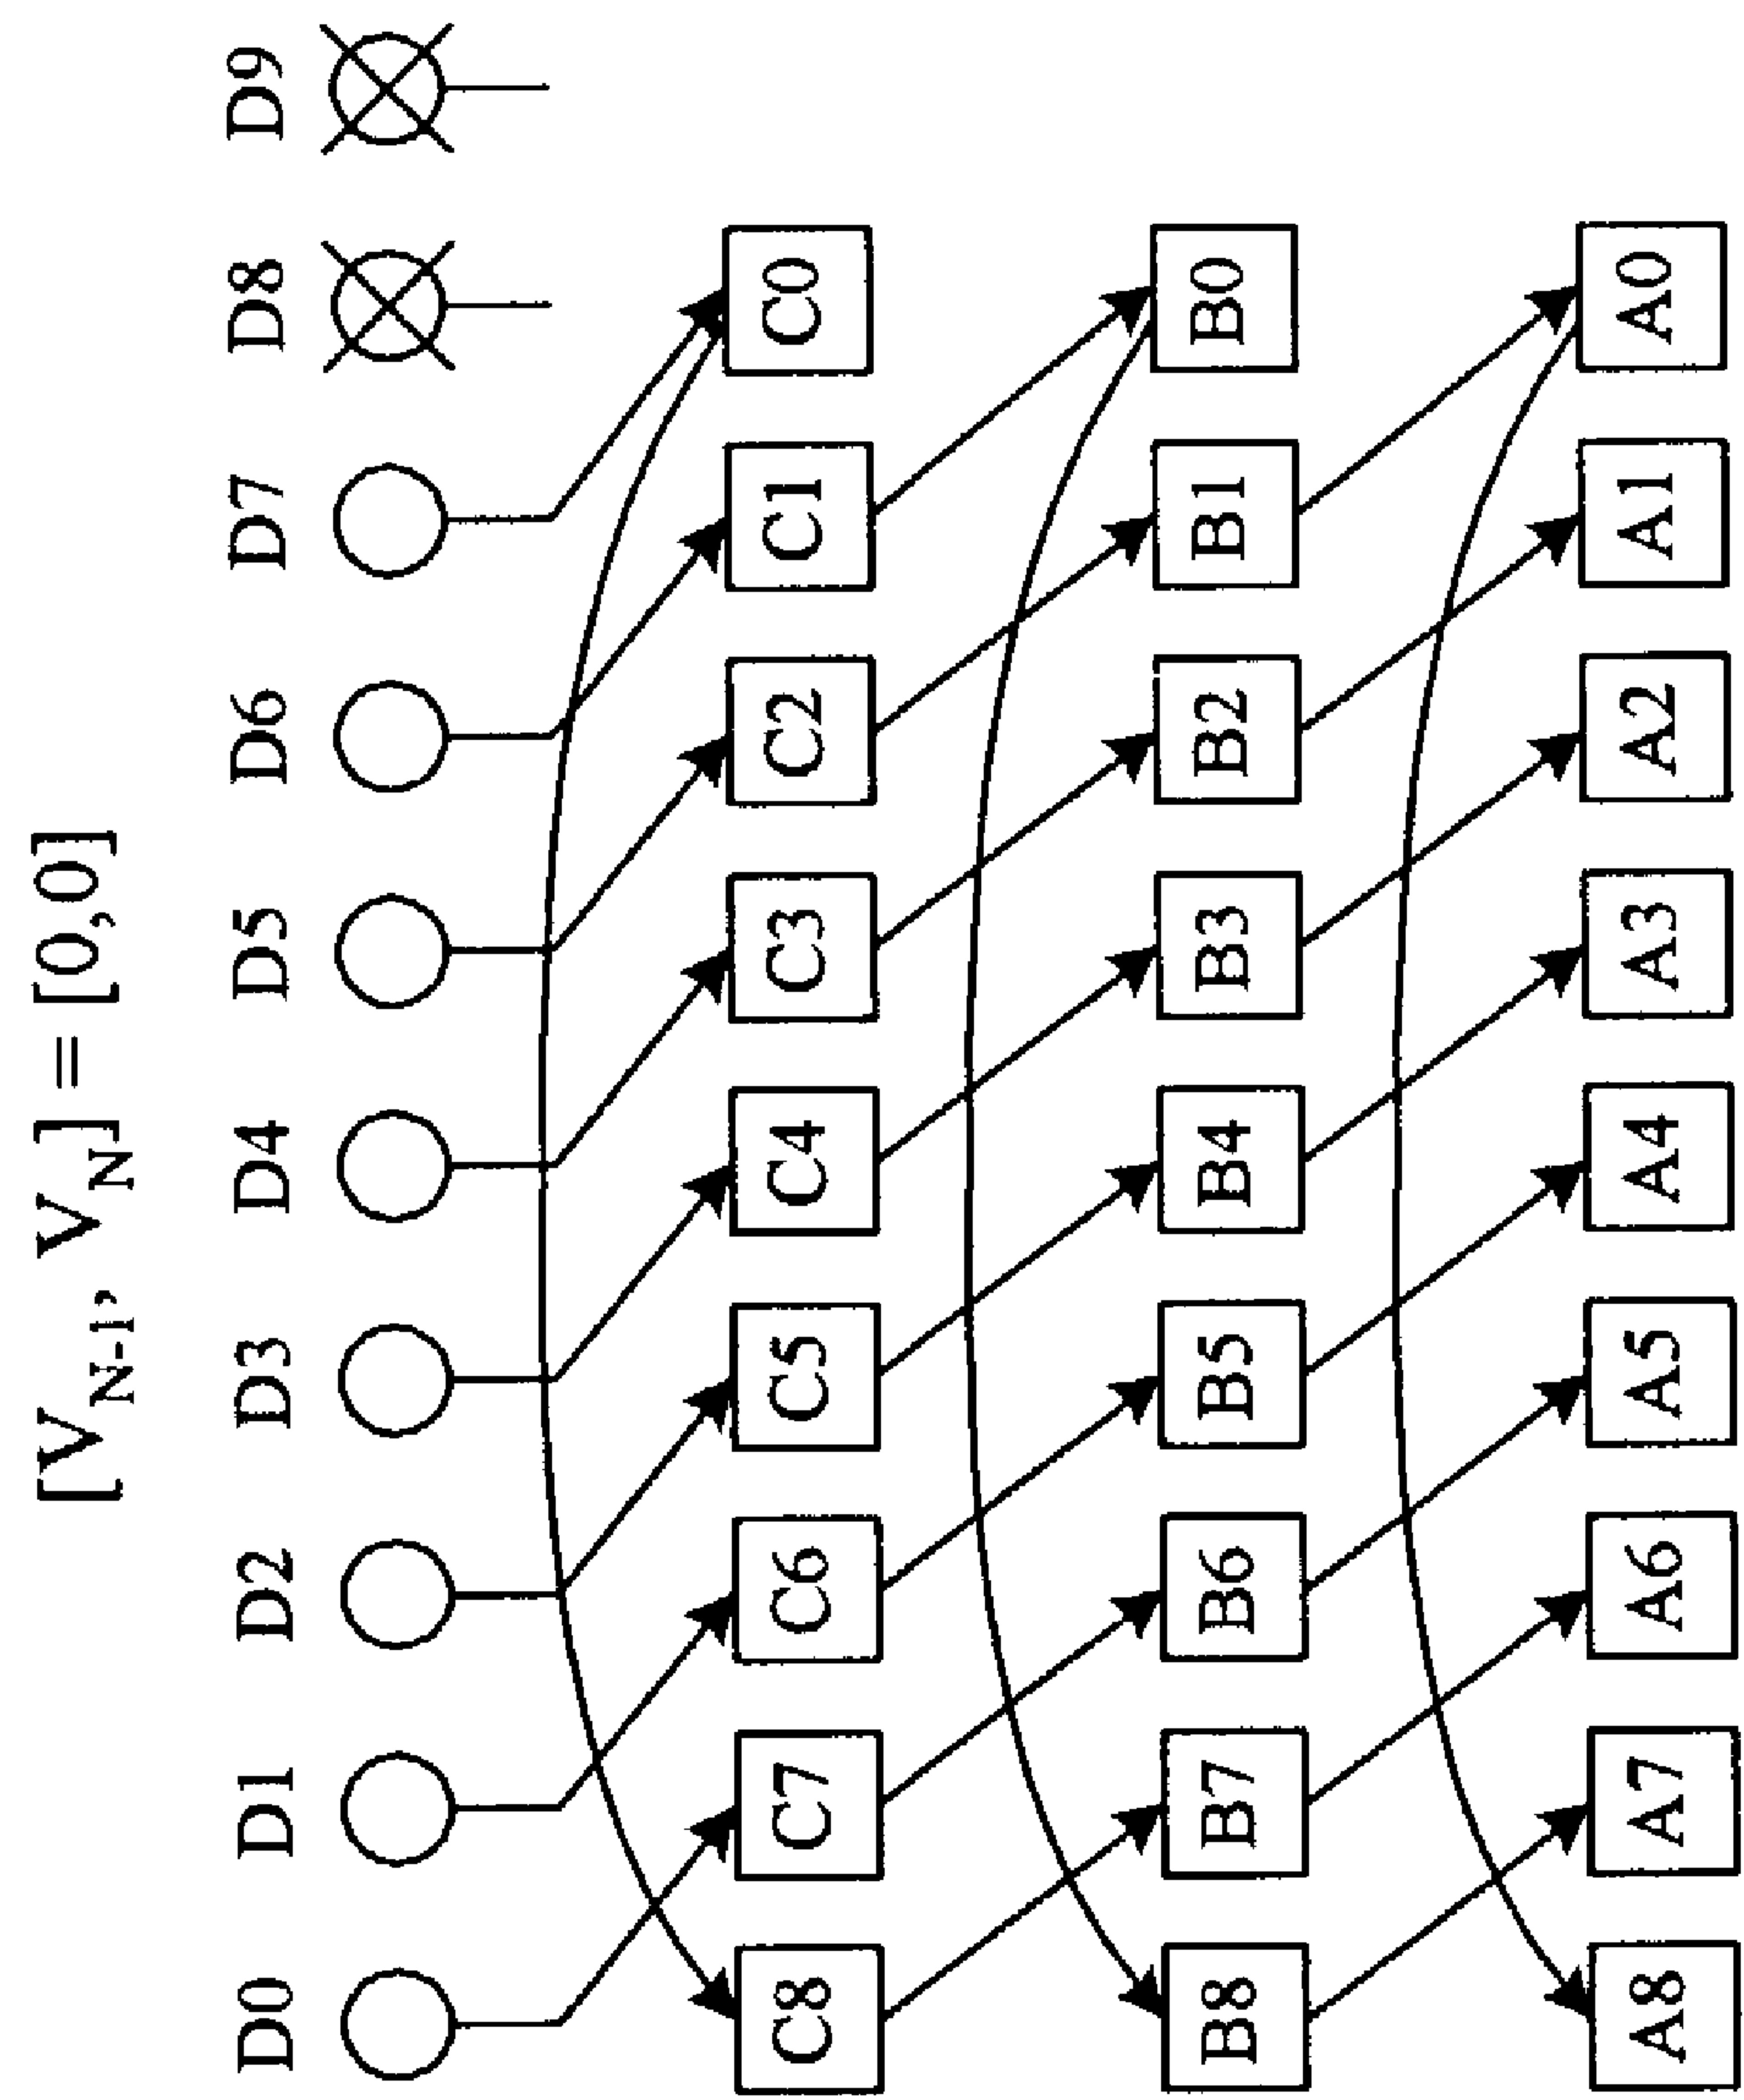 [V_{N-1}, V_N] = [0,0]
D0 D1 D2 D3 D4 D5 D6 D7 D8 D9
C8 C7 C6 C5 C4 C3 C2 C1 C0
B8 B7 B6 B5 B4 B3 B2 B1 B0
A8 A7 A6 A5 A4 A3 A2 A1 A0